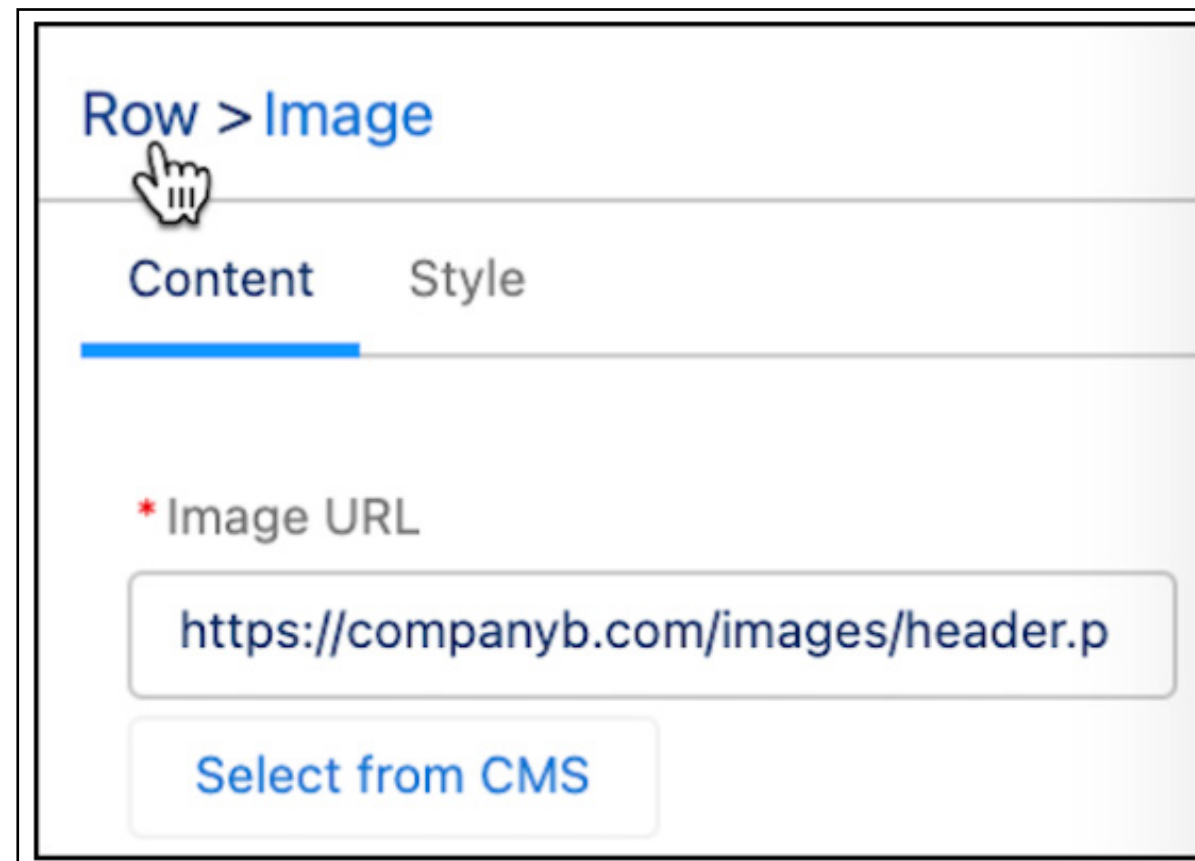 Row > Image
Content Style
* Image URL
https://companyb.com/images/header.p
Select from CMS